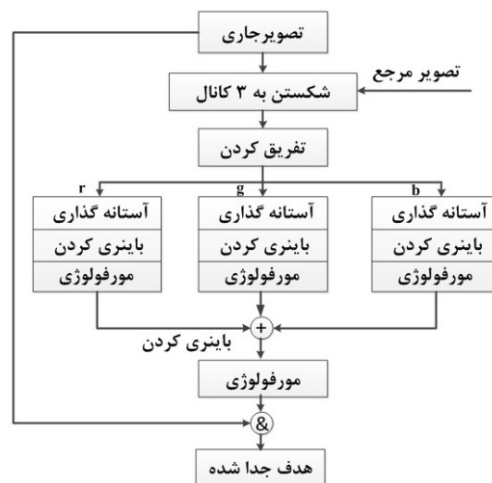 تصویرجاری
تصویر مرجع
شکستن به ۳ کانال
تفریق کردن
r
g
b
آستانه گذاری
باینری کردن
مورفولوژی
آستانه گذاری
باینری کردن
مورفولوژی
آستانه گذاری
باینری کردن
مورفولوژی
+
باینری کردن
مورفولوژی
&
هدف جدا شده